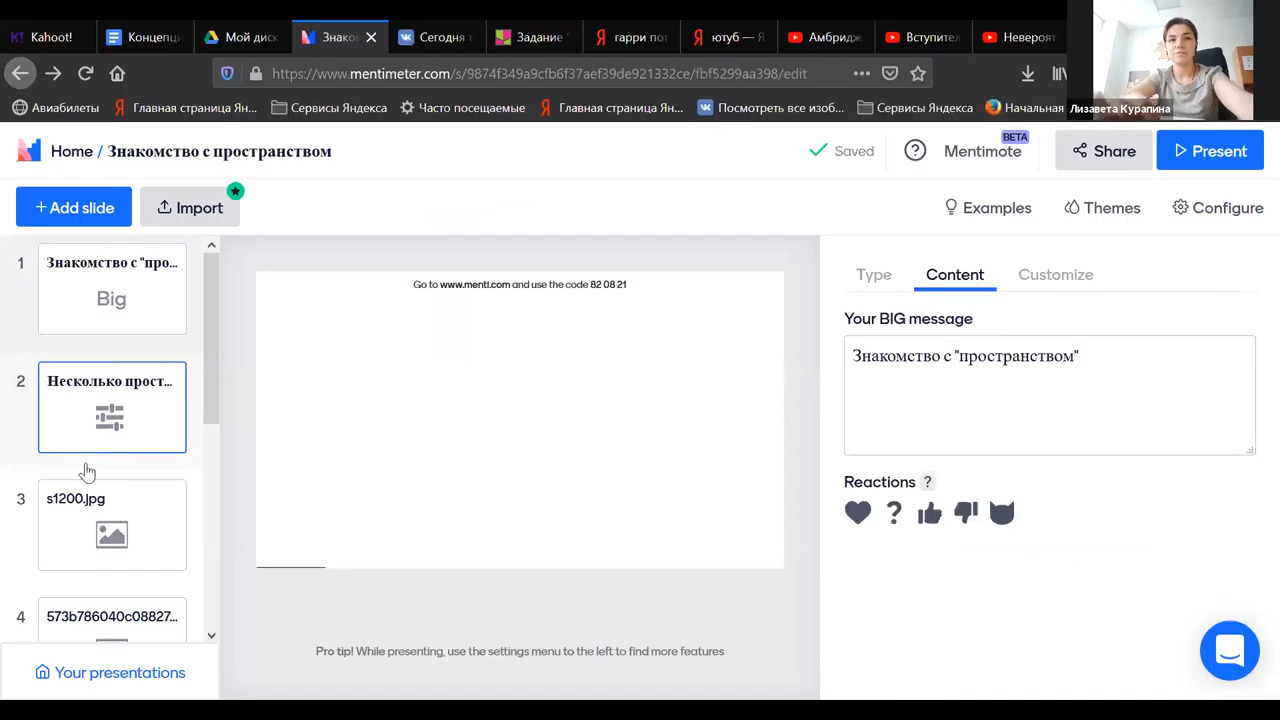 Kahoot!
Концепци
Мой диск
Знаком
Сегодня
Задание
гарри пот
ютуб — Я
Амбридж
Вступител
Невероят
https://www.mentimeter.com/s/9874f349a9cfb6f37aef39de921332ce/fbf5299aa398/edit
Авиабилеты
Главная страница Ян...
Сервисы Яндекса
Часто посещаемые
Главная страница Ян...
Посмотреть все изоб...
Сервисы Яндекса
Начальная
Лизавета Курапина
Home / Знакомство с пространством
Saved
?
Mentimote
BETA
Share
Present
+ Add slide
Import
Examples
Themes
Configure
1
Знакомство с "про...
Big
2
Несколько прост...
3
s1200.jpg
4
573b786040c08827...
Your presentations
Go to www.menti.com and use the code 82 08 21
Pro tip! While presenting, use the settings menu to the left to find more features
Type
Content
Customize
Your BIG message
Знакомство с "пространством"
Reactions ?
?